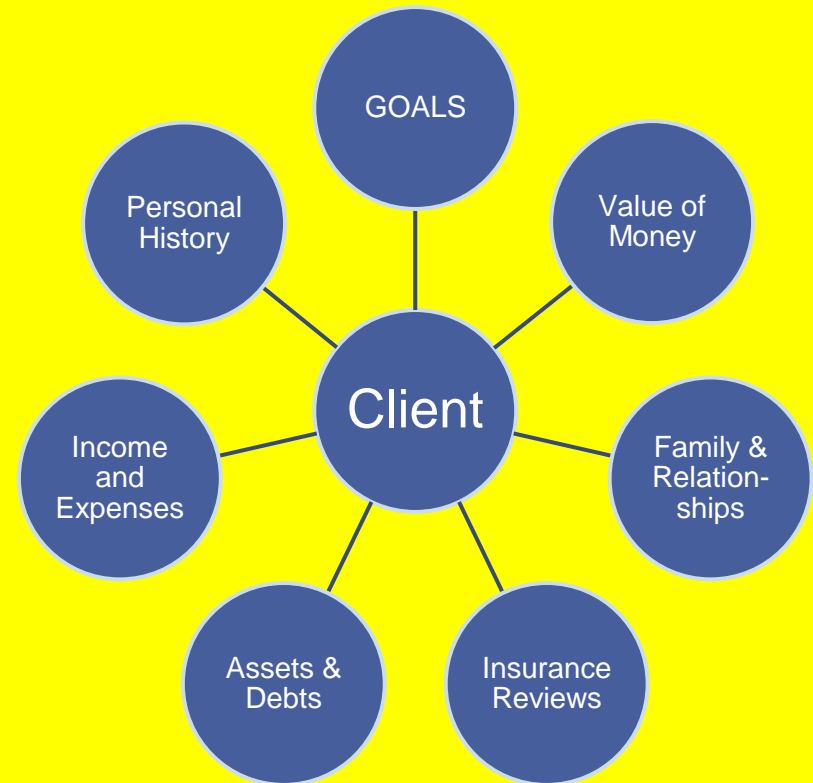 GOALS
Value of
Money
Family &
Relation-
ships
Insurance
Reviews
Assets &
Debts
Income
and
Expenses
Personal
History
Client